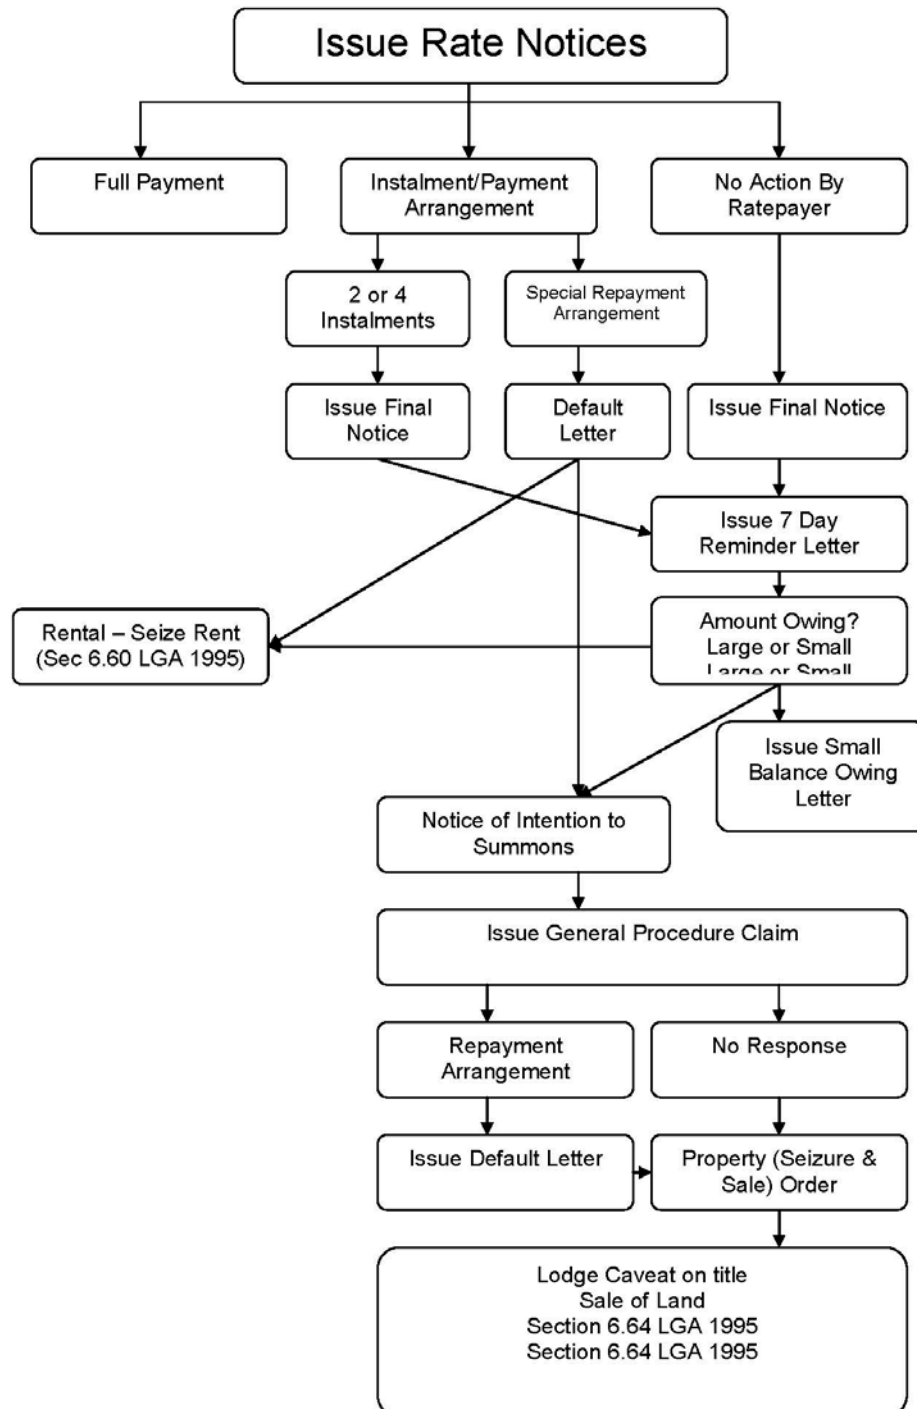 Issue Rate Notices
Full Payment
Instalment/Payment
Arrangement
No Action By
Ratepayer
2 or 4
Instalments
Special Repayment
Arrangement
Issue Final
Notice
Default
Letter
Issue Final Notice
Issue 7 Day
Reminder Letter
Rental – Seize Rent
(Sec 6.60 LGA 1995)
Amount Owing?
Large or Small
Large or Small
Issue Small
Balance Owing
Letter
Notice of Intention to
Summons
Issue General Procedure Claim
Repayment
Arrangement
No Response
Issue Default Letter
Property (Seizure &
Sale) Order
Lodge Caveat on title
Sale of Land
Section 6.64 LGA 1995
Section 6.64 LGA 1995